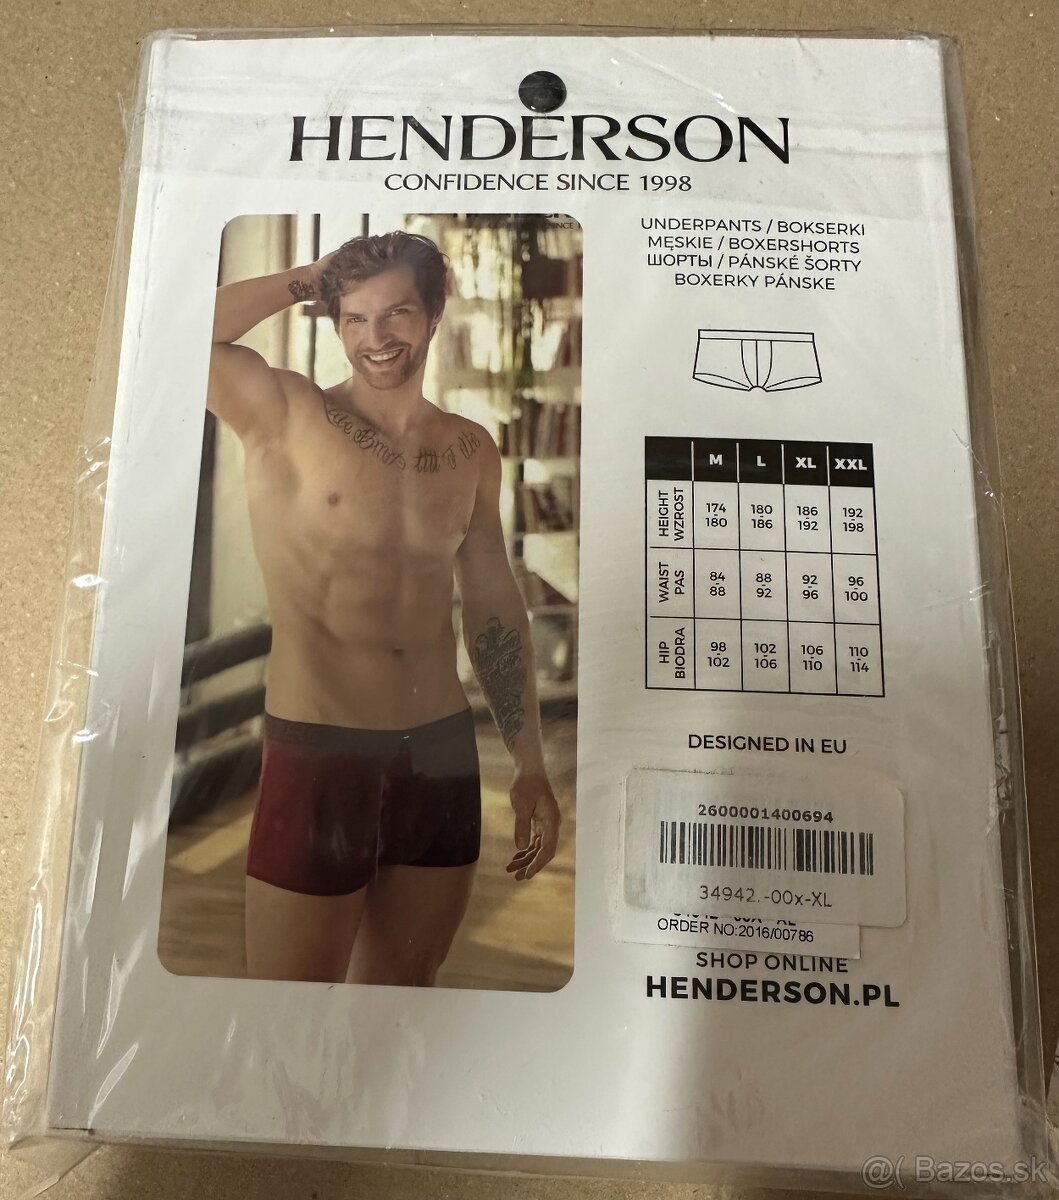 HENDERSON
CONFIDENCE SINCE 1998
UNDERPANTS / BOKSERKI
MĘSKIE / BOXERSHORTS
ШОРТЫ / PÁNSKÉ ŠORTY
BOXERKY PÁNSKE
M L XL XXL
HEIGHT WZROST 174-180 180-186 186-192 192-198
WAIST PAS 84-88 88-92 92-96 96-100
HIP BIODRA 98-102 102-106 106-110 110-114
DESIGNED IN EU
2600001400694
34942.-00x-XL
ORDER NO:2016/00786
SHOP ONLINE
HENDERSON.PL
@( Bazos.sk